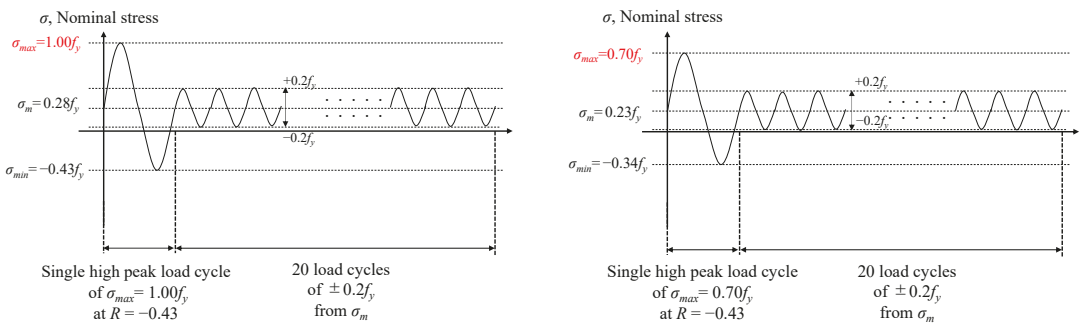 σ, Nominal stress
σmax=1.00fy
+0.2fy
σm=0.28fy
−0.2fy
σmin=−0.43fy
Single high peak load cycle
of σmax= 1.00fy
at R = −0.43
20 load cycles
of ±0.2fy
from σm
σ, Nominal stress
σmax=0.70fy
+0.2fy
σm=0.23fy
−0.2fy
σmin=−0.34fy
Single high peak load cycle
of σmax= 0.70fy
at R = −0.43
20 load cycles
of ±0.2fy
from σm